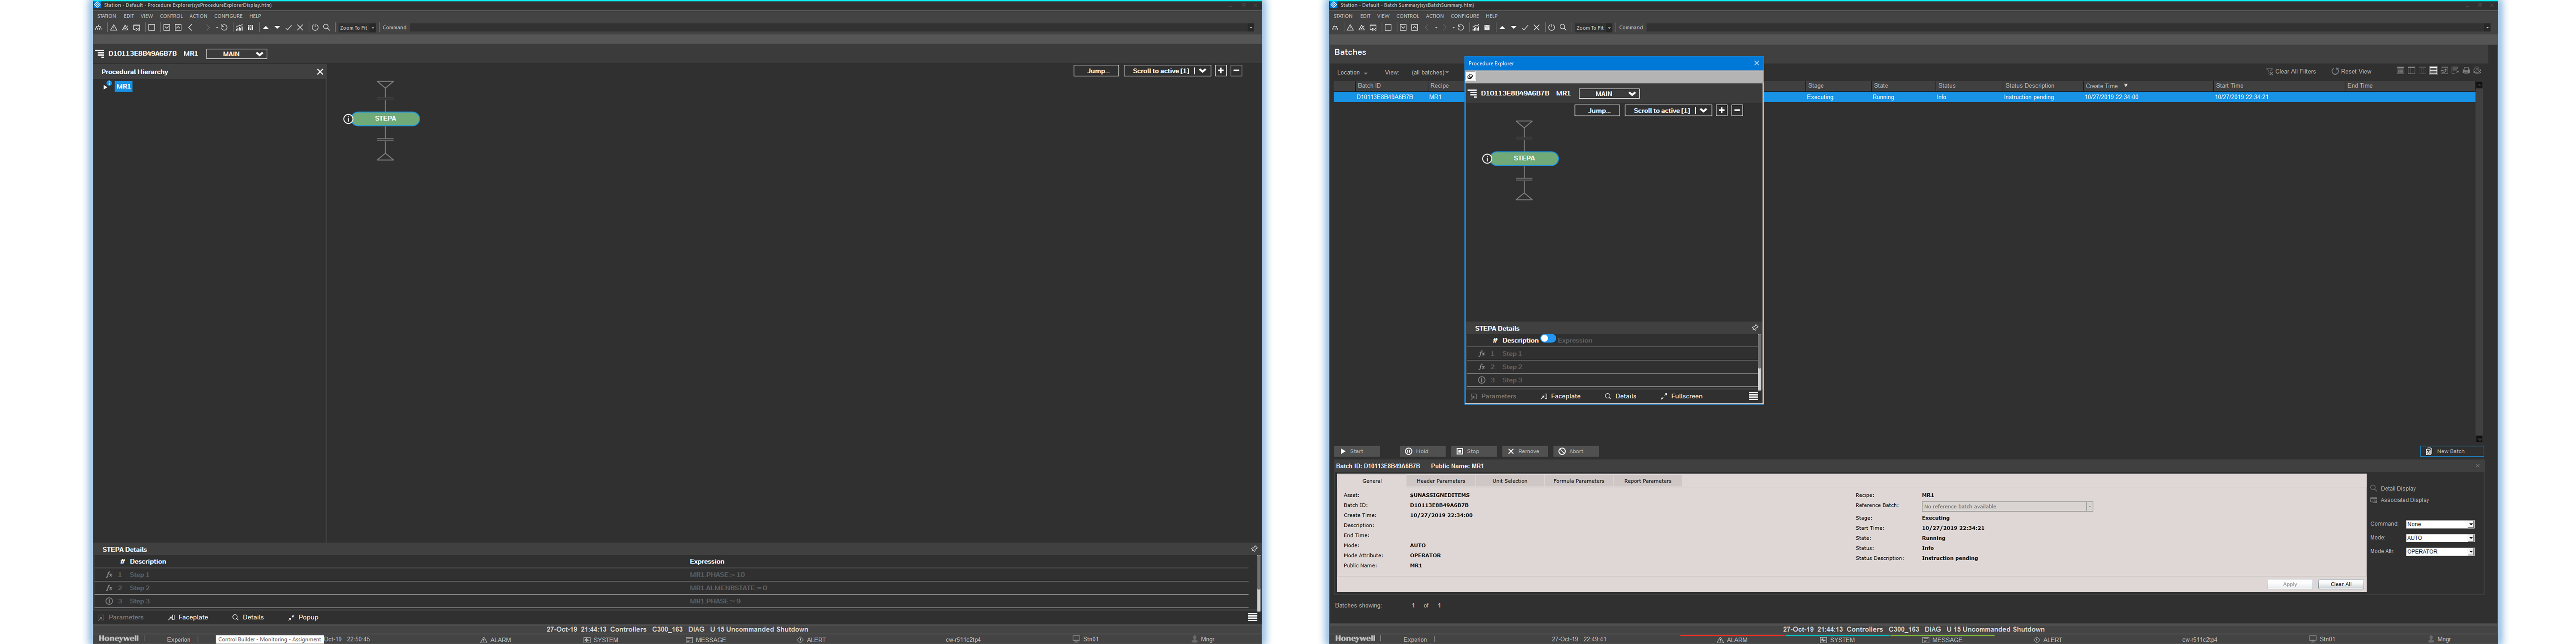 Station - Default - Procedure Explorer(sysProcedureExplorerDisplay.htm)
STATION EDIT VIEW CONTROL ACTION CONFIGURE HELP
Zoom To Fit Command
D10113E8B49A6B7B MR1 MAIN
Procedural Hierarchy
MR1
Jump... Scroll to active [1]
STEPA
STEPA Details
# Description Expression
fx 1 Step 1 MR1.PHASE := 10
fx 2 Step 2 MR1.ALMENBSTATE := 0
3 Step 3 MR1.PHASE := 9
Parameters Faceplate Details Popup
27-Oct-19 21:44:13 Controllers C300_163 DIAG U 15 Uncommanded Shutdown
Honeywell Experion Control Builder - Monitoring - Assignment Oct-19 22:50:45 ALARM SYSTEM MESSAGE ALERT cw-r511c2tp4 Stn01 Mngr
Station - Default - Batch Summary(sysBatchSummary.htm)
STATION EDIT VIEW CONTROL ACTION CONFIGURE HELP
Zoom To Fit Command
Batches
Location View: (all batches) Clear All Filters Reset View
Batch ID Recipe Stage State Status Status Description Create Time Start Time End Time
D10113E8B49A6B7B MR1 Executing Running Info Instruction pending 10/27/2019 22:34:00 10/27/2019 22:34:21
Procedure Explorer
D10113E8B49A6B7B MR1 MAIN
Jump... Scroll to active [1]
STEPA
STEPA Details
# Description Expression
fx 1 Step 1
fx 2 Step 2
3 Step 3
Parameters Faceplate Details Fullscreen
Start Hold Stop Remove Abort New Batch
Batch ID: D10113E8B49A6B7B Public Name: MR1
General Header Parameters Unit Selection Formula Parameters Report Parameters
Asset: $UNASSIGNEDITEMS
Batch ID: D10113E8B49A6B7B
Create Time: 10/27/2019 22:34:00
Description:
End Time:
Mode: AUTO
Mode Attribute: OPERATOR
Public Name: MR1
Recipe: MR1
Reference Batch: No reference batch available
Stage: Executing
Start Time: 10/27/2019 22:34:21
State: Running
Status: Info
Status Description: Instruction pending
Apply Clear All
Detail Display
Associated Display
Command: None
Mode: AUTO
Mode Attr: OPERATOR
Batches showing: 1 of 1
27-Oct-19 21:44:13 Controllers C300_163 DIAG U 15 Uncommanded Shutdown
Honeywell Experion 27-Oct-19 22:49:41 ALARM SYSTEM MESSAGE ALERT cw-r511c2tp4 Stn01 Mngr